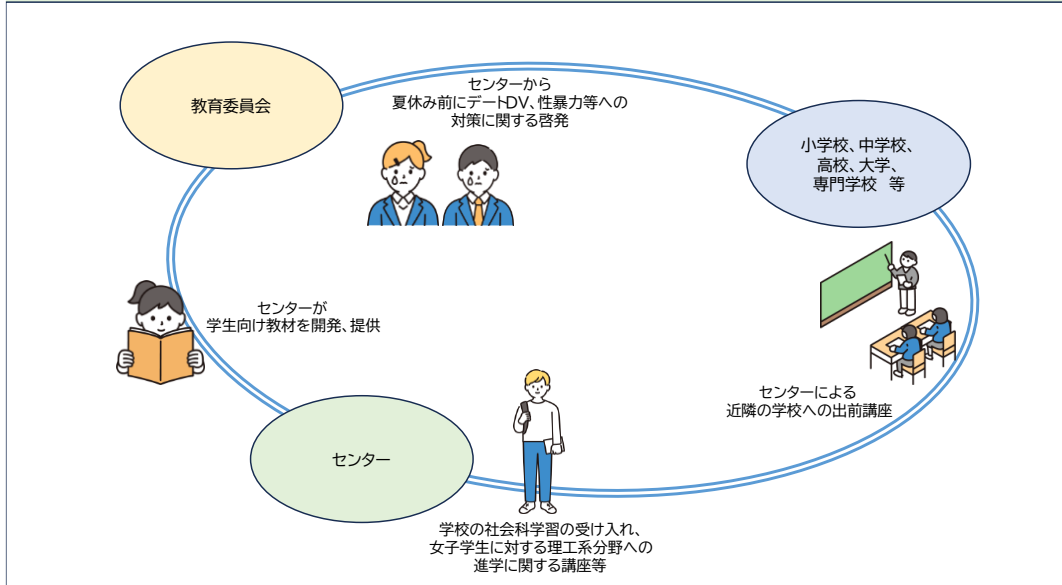 教育委員会
センターから
夏休み前にデートDV、性暴力等への
対策に関する啓発
小学校、中学校、
高校、大学、
専門学校　等
センターが
学生向け教材を開発、提供
センターによる
近隣の学校への出前講座
センター
学校の社会科学習の受け入れ、
女子学生に対する理工系分野への
進学に関する講座等